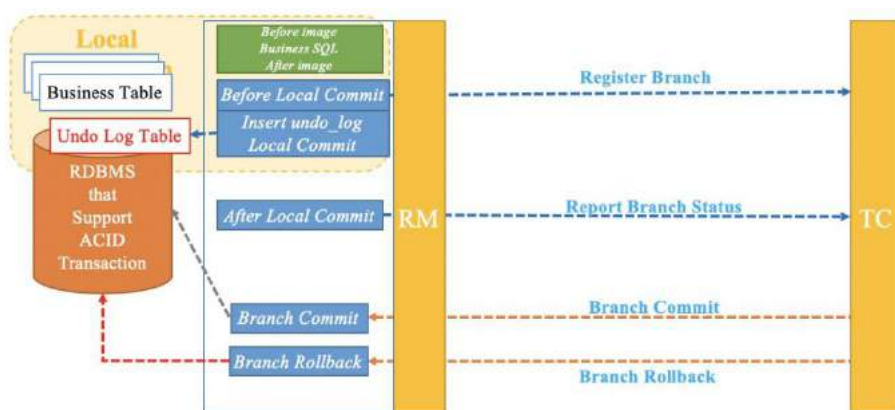 Local
Before image
Business SQL
After image
Business Table
Before Local Commit
Register Branch
Undo Log Table
Insert undo_log
Local Commit
RDBMS
that
Support
ACID
Transaction
After Local Commit
RM
Report Branch Status
TC
Branch Commit
Branch Commit
Branch Rollback
Branch Rollback